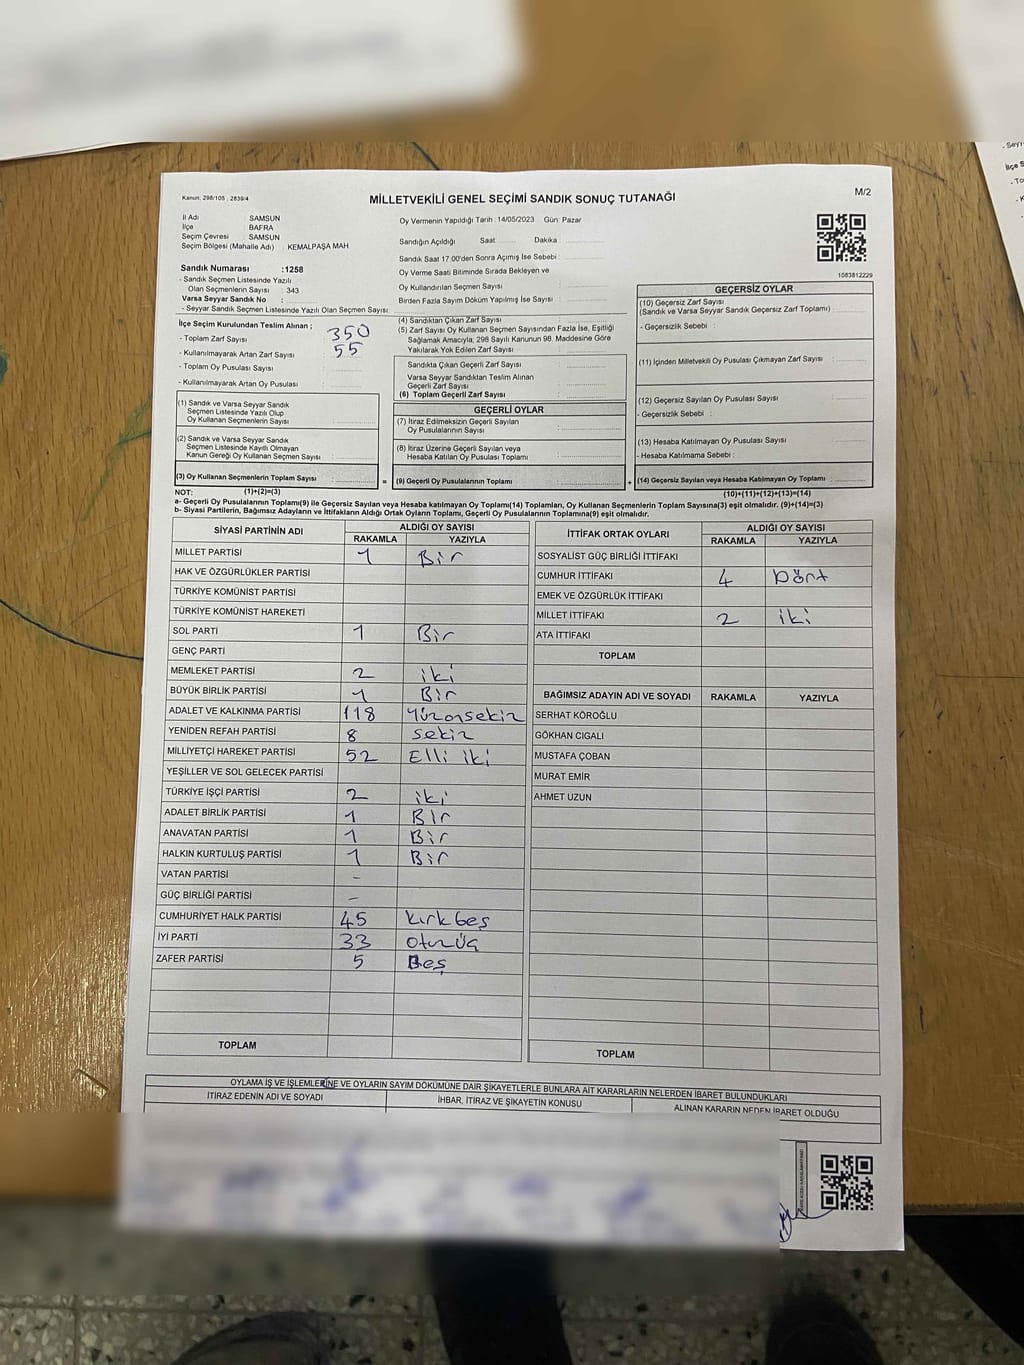 Kanun: 298/105 , 2839/4
MİLLETVEKİLİ GENEL SEÇİMİ SANDIK SONUÇ TUTANAĞI
M/2
İl Adı SAMSUN
İlçe BAFRA
Seçim Çevresi : SAMSUN
Seçim Bölgesi (Mahalle Adı) : KEMALPAŞA MAH
Sandık Numarası :1258
- Sandık Seçmen Listesinde Yazılı
Olan Seçmenlerin Sayısı : 343
Varsa Seyyar Sandık No :
- Seyyar Sandık Seçmen Listesinde Yazılı Olan Seçmen Sayısı:
İlçe Seçim Kurulundan Teslim Alınan ;
- Toplam Zarf Sayısı 350
- Kullanılmayarak Artan Zarf Sayısı 55
- Toplam Oy Pusulası Sayısı
- Kullanılmayarak Artan Oy Pusulası
(1) Sandık ve Varsa Seyyar Sandık
Seçmen Listesinde Yazılı Olup
Oy Kullanan Seçmenlerin Sayısı :
(2) Sandık ve Varsa Seyyar Sandık
Seçmen Listesinde Kayıtlı Olmayan
Kanun Gereği Oy Kullanan Seçmen Sayısı :
(3) Oy Kullanan Seçmenlerin Toplam Sayısı :
Oy Vermenin Yapıldığı Tarih : 14/05/2023 Gün: Pazar
Sandığın Açıldığı Saat Dakika :
Sandık Saat 17.00'den Sonra Açımış İse Sebebi :
Oy Verme Saati Bitiminde Sırada Bekleyen ve
Oy Kullandırılan Seçmen Sayısı :
Birden Fazla Sayım Döküm Yapılmış İse Sayısı :
(4) Sandıktan Çıkan Zarf Sayısı :
(5) Zarf Sayısı Oy Kullanan Seçmen Sayısından Fazla İse, Eşitliği
Sağlamak Amacıyla; 298 Sayılı Kanunun 98. Maddesine Göre
Yakılarak Yok Edilen Zarf Sayısı :
Sandıkta Çıkan Geçerli Zarf Sayısı :
Varsa Seyyar Sandıktan Teslim Alınan
Geçerli Zarf Sayısı :
(6) Toplam Geçerli Zarf Sayısı :
GEÇERLİ OYLAR
(7) İtiraz Edilmeksizin Geçerli Sayılan
Oy Pusulalarının Sayısı :
(8) İtiraz Üzerine Geçerli Sayılan veya
Hesaba Katılan Oy Pusulası Toplamı :
= (9) Geçerli Oy Pusulalarının Toplamı :
1083812229
GEÇERSİZ OYLAR
(10) Geçersiz Zarf Sayısı
(Sandık ve Varsa Seyyar Sandık Geçersiz Zarf Toplamı) :
- Geçersizlik Sebebi :
(11) İçinden Milletvekili Oy Pusulası Çıkmayan Zarf Sayısı :
(12) Geçersiz Sayılan Oy Pusulası Sayısı :
- Geçersizlik Sebebi :
(13) Hesaba Katılmayan Oy Pusulası Sayısı :
- Hesaba Katılmama Sebebi :
+ (14) Geçersiz Sayılan veya Hesaba Katılmayan Oy Toplamı :
NOT: (1)+(2)=(3) (10)+(11)+(12)+(13)=(14)
a- Geçerli Oy Pusulalarının Toplamı(9) ile Geçersiz Sayılan veya Hesaba katılmayan Oy Toplamı(14) Toplamları, Oy Kullanan Seçmenlerin Toplam Sayısına(3) eşit olmalıdır. (9)+(14)=(3)
b- Siyasi Partilerin, Bağımsız Adayların ve İttifakların Aldığı Ortak Oyların Toplamı, Geçerli Oy Pusulalarının Toplamına(9) eşit olmalıdır.
SİYASİ PARTİNİN ADI ALDIĞI OY SAYISI
RAKAMLA YAZIYLA
MİLLET PARTİSİ 1 Bir
HAK VE ÖZGÜRLÜKLER PARTİSİ
TÜRKİYE KOMÜNİST PARTİSİ
TÜRKİYE KOMÜNİST HAREKETİ
SOL PARTİ 1 Bir
GENÇ PARTİ
MEMLEKET PARTİSİ 2 iki
BÜYÜK BİRLİK PARTİSİ 1 Bir
ADALET VE KALKINMA PARTİSİ 118 Yüzonsekiz
YENİDEN REFAH PARTİSİ 8 sekiz
MİLLİYETÇİ HAREKET PARTİSİ 52 Elli iki
YEŞİLLER VE SOL GELECEK PARTİSİ
TÜRKİYE İŞÇİ PARTİSİ 2 iki
ADALET BİRLİK PARTİSİ 1 Bir
ANAVATAN PARTİSİ 1 Bir
HALKIN KURTULUŞ PARTİSİ 1 Bir
VATAN PARTİSİ -
GÜÇ BİRLİĞİ PARTİSİ -
CUMHURİYET HALK PARTİSİ 45 kırkbeş
İYİ PARTİ 33 otuzüç
ZAFER PARTİSİ 5 Beş
TOPLAM
İTTİFAK ORTAK OYLARI ALDIĞI OY SAYISI
RAKAMLA YAZIYLA
SOSYALİST GÜÇ BİRLİĞİ İTTİFAKI
CUMHUR İTTİFAKI 4 Dört
EMEK VE ÖZGÜRLÜK İTTİFAKI
MİLLET İTTİFAKI 2 iki
ATA İTTİFAKI
TOPLAM
BAĞIMSIZ ADAYIN ADI VE SOYADI RAKAMLA YAZIYLA
SERHAT KÖROĞLU
GÖKHAN CIGALI
MUSTAFA ÇOBAN
MURAT EMİR
AHMET UZUN
TOPLAM
OYLAMA İŞ VE İŞLEMLERİNE VE OYLARIN SAYIM DÖKÜMÜNE DAİR ŞİKAYETLERLE BUNLARA AİT KARARLARIN NELERDEN İBARET BULUNDUKLARI
İTİRAZ EDENİN ADI VE SOYADI İHBAR, İTİRAZ VE ŞİKAYETİN KONUSU ALINAN KARARIN NEDEN İBARET OLDUĞU